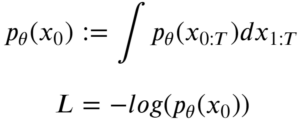 p_θ(x_0) := ∫ p_θ(x_{0:T})dx_{1:T}
L = −log(p_θ(x_0))